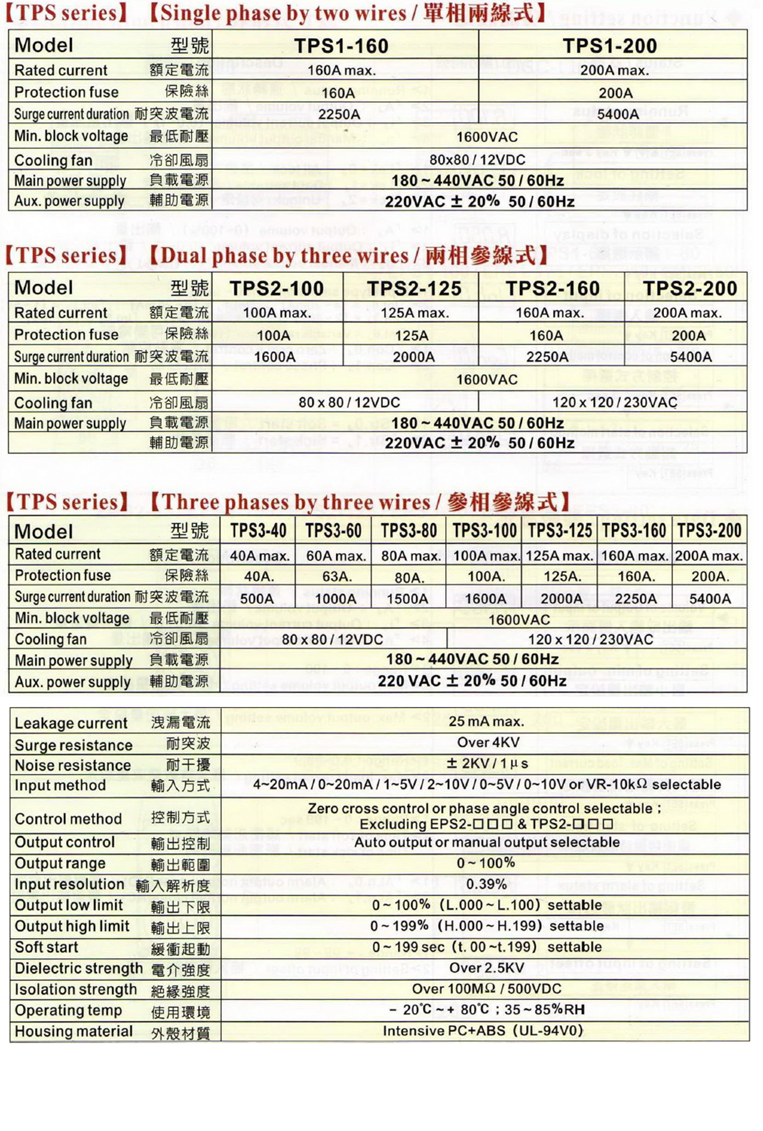 【TPS series】【Single phase by two wires / 單相兩線式】
Model 型號 TPS1-160 TPS1-200
Rated current 額定電流 160A max. 200A max.
Protection fuse 保險絲 160A 200A
Surge current duration 耐突波電流 2250A 5400A
Min. block voltage 最低耐壓 1600VAC
Cooling fan 冷卻風扇 80x80 / 12VDC
Main power supply 負載電源 180 ~ 440VAC 50 / 60Hz
Aux. power supply 輔助電源 220VAC ± 20% 50 / 60Hz
【TPS series】【Dual phase by three wires / 兩相參線式】
Model 型號 TPS2-100 TPS2-125 TPS2-160 TPS2-200
Rated current 額定電流 100A max. 125A max. 160A max. 200A max.
Protection fuse 保險絲 100A 125A 160A 200A
Surge current duration 耐突波電流 1600A 2000A 2250A 5400A
Min. block voltage 最低耐壓 1600VAC
Cooling fan 冷卻風扇 80 x 80 / 12VDC 120 x 120 / 230VAC
Main power supply 負載電源 180 ~ 440VAC 50 / 60Hz
輔助電源 220VAC ± 20% 50 / 60Hz
【TPS series】【Three phases by three wires / 參相參線式】
Model 型號 TPS3-40 TPS3-60 TPS3-80 TPS3-100 TPS3-125 TPS3-160 TPS3-200
Rated current 額定電流 40A max. 60A max. 80A max. 100A max. 125A max. 160A max. 200A max.
Protection fuse 保險絲 40A. 63A. 80A. 100A. 125A. 160A. 200A.
Surge current duration 耐突波電流 500A 1000A 1500A 1600A 2000A 2250A 5400A
Min. block voltage 最低耐壓 1600VAC
Cooling fan 冷卻風扇 80 x 80 / 12VDC 120 x 120 / 230VAC
Main power supply 負載電源 180 ~ 440VAC 50 / 60Hz
Aux. power supply 輔助電源 220 VAC ± 20% 50 / 60Hz
Leakage current 洩漏電流 25 mA max.
Surge resistance 耐突波 Over 4KV
Noise resistance 耐干擾 ± 2KV / 1 μs
Input method 輸入方式 4~20mA / 0~20mA / 1~5V / 2~10V / 0~5V / 0~10V or VR-10kΩ selectable
Control method 控制方式 Zero cross control or phase angle control selectable ;
Excluding EPS2-□□□ & TPS2-□□□
Output control 輸出控制 Auto output or manual output selectable
Output range 輸出範圍 0 ~ 100%
Input resolution 輸入解析度 0.39%
Output low limit 輸出下限 0 ~ 100% (L.000 ~ L.100) settable
Output high limit 輸出上限 0 ~ 199% (H.000 ~ H.199) settable
Soft start 緩衝起動 0 ~ 199 sec (t. 00 ~t.199) settable
Dielectric strength 電介強度 Over 2.5KV
Isolation strength 絕緣強度 Over 100MΩ / 500VDC
Operating temp 使用環境 - 20℃ ~+ 80℃ ; 35 ~ 85%RH
Housing material 外殼材質 Intensive PC+ABS (UL-94V0)